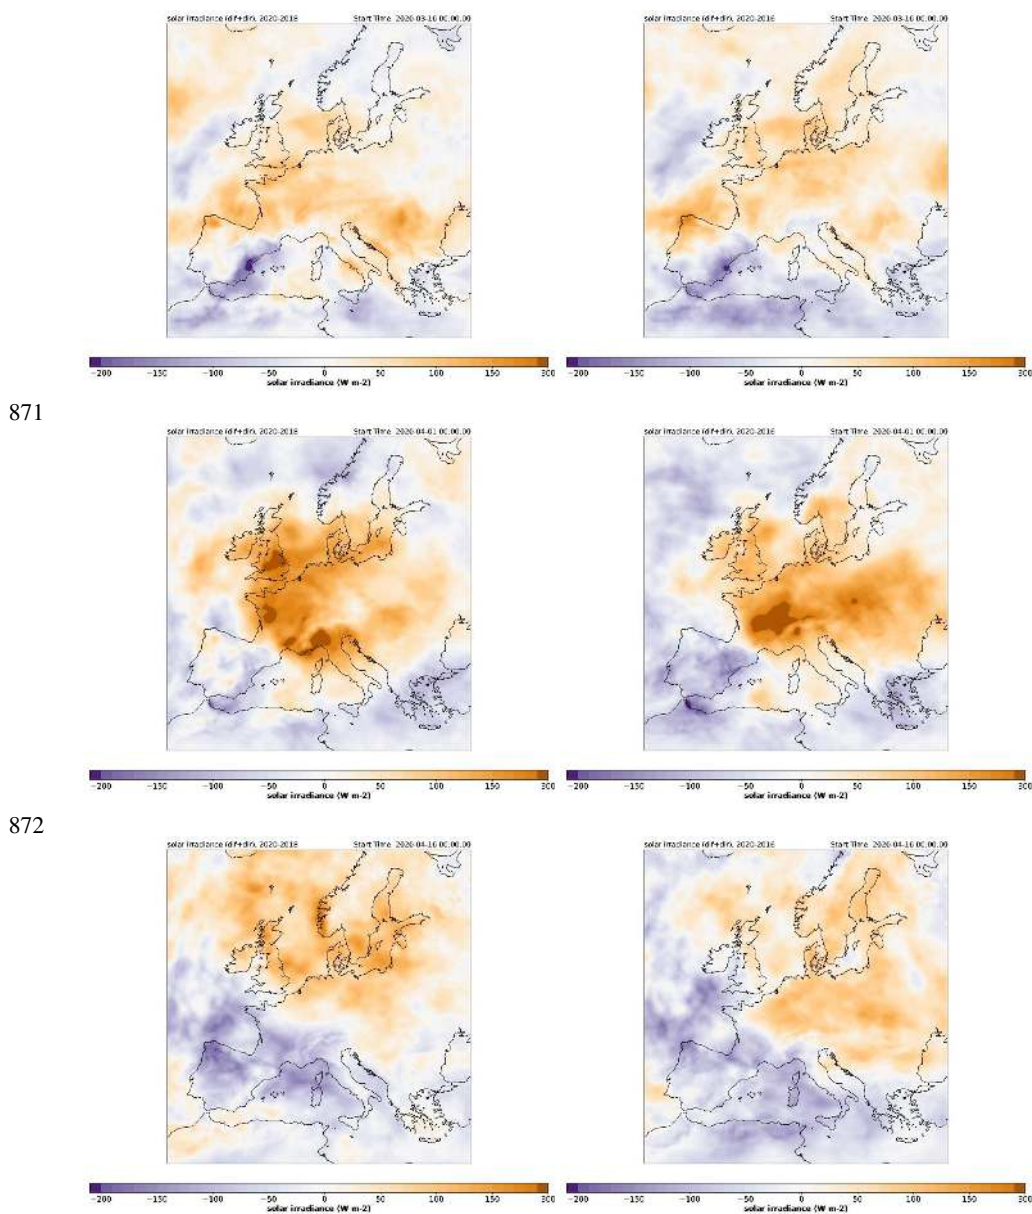 solar irradiance (dif+dir), 2020-2018 Start Time 2020-03-16 00.00.00
solar irradiance (dif+dir), 2020-2016 Start Time 2020-03-16 00.00.00
−200 −150 −100 −50 0 50 100 150 200
solar irradiance (W m-2)
−200 −150 −100 −50 0 50 100 150 200
solar irradiance (W m-2)
871
solar irradiance (dif+dir), 2020-2018 Start Time 2020-04-01 00.00.00
solar irradiance (dif+dir), 2020-2016 Start Time 2020-04-01 00.00.00
−200 −150 −100 −50 0 50 100 150 200
solar irradiance (W m-2)
−200 −150 −100 −50 0 50 100 150 200
solar irradiance (W m-2)
872
solar irradiance (dif+dir), 2020-2018 Start Time 2020-04-16 00.00.00
solar irradiance (dif+dir), 2020-2016 Start Time 2020-04-16 00.00.00
−200 −150 −100 −50 0 50 100 150 200
solar irradiance (W m-2)
−200 −150 −100 −50 0 50 100 150 200
solar irradiance (W m-2)